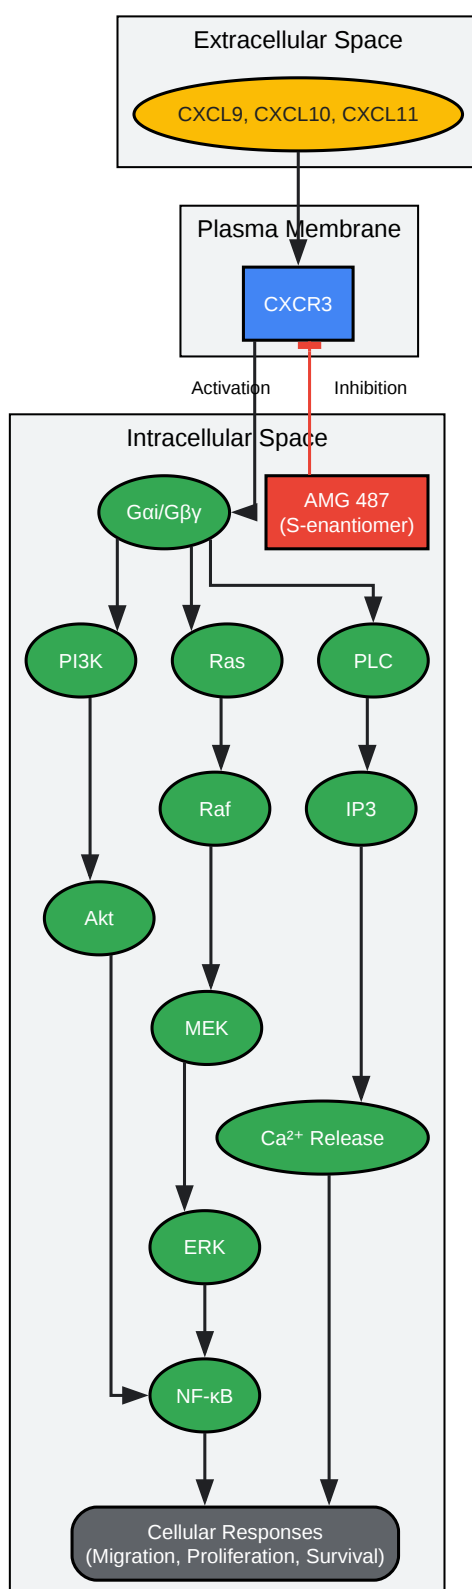 Extracellular Space
CXCL9, CXCL10, CXCL11
Plasma Membrane
CXCR3
Activation
Inhibition
Intracellular Space
Gαi/Gβγ
AMG 487
(S-enantiomer)
PI3K
Ras
PLC
Raf
IP3
Akt
MEK
Ca²⁺ Release
ERK
NF-κB
Cellular Responses
(Migration, Proliferation, Survival)